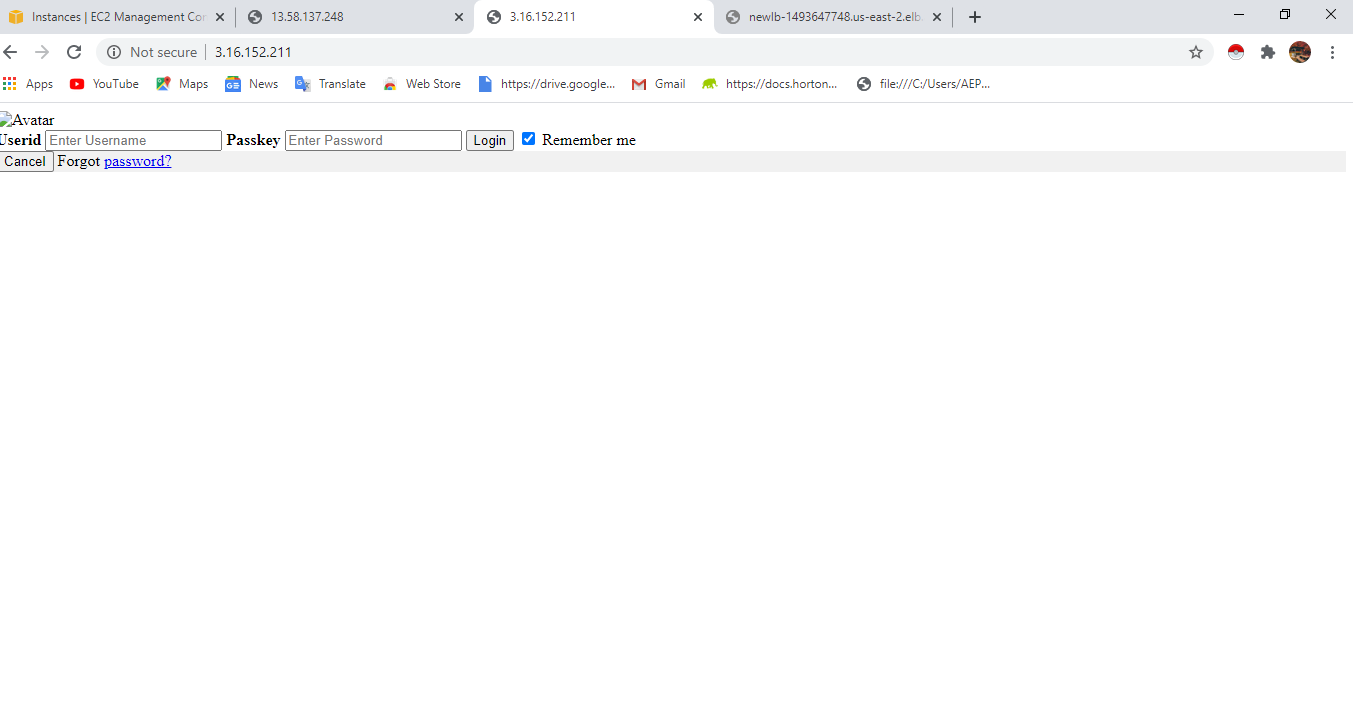 Instances | EC2 Management Cor 13.58.137.248 3.16.152.211 newlb-1493647748.us-east-2.elb
Not secure 3.16.152.211
Apps YouTube Maps News Translate Web Store https://drive.google... Gmail https://docs.horton... file:///C:/Users/AEP...
Avatar
Userid Enter Username Passkey Enter Password Login Remember me
Cancel Forgot password?